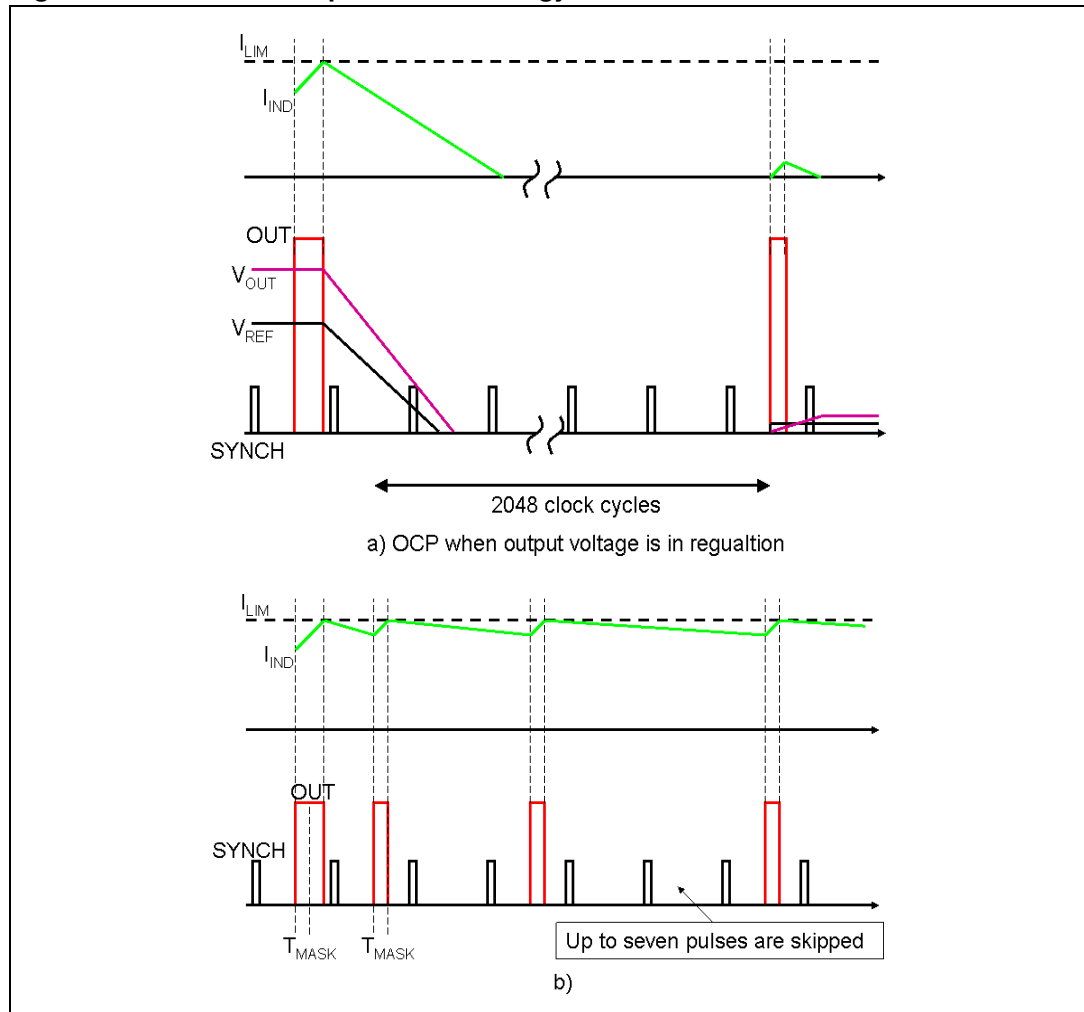 I_LIM
I_IND
OUT
V_OUT
V_REF
SYNCH
2048 clock cycles
a) OCP when output voltage is in regualtion
I_LIM
I_IND
OUT
SYNCH
T_MASK T_MASK
Up to seven pulses are skipped
b)